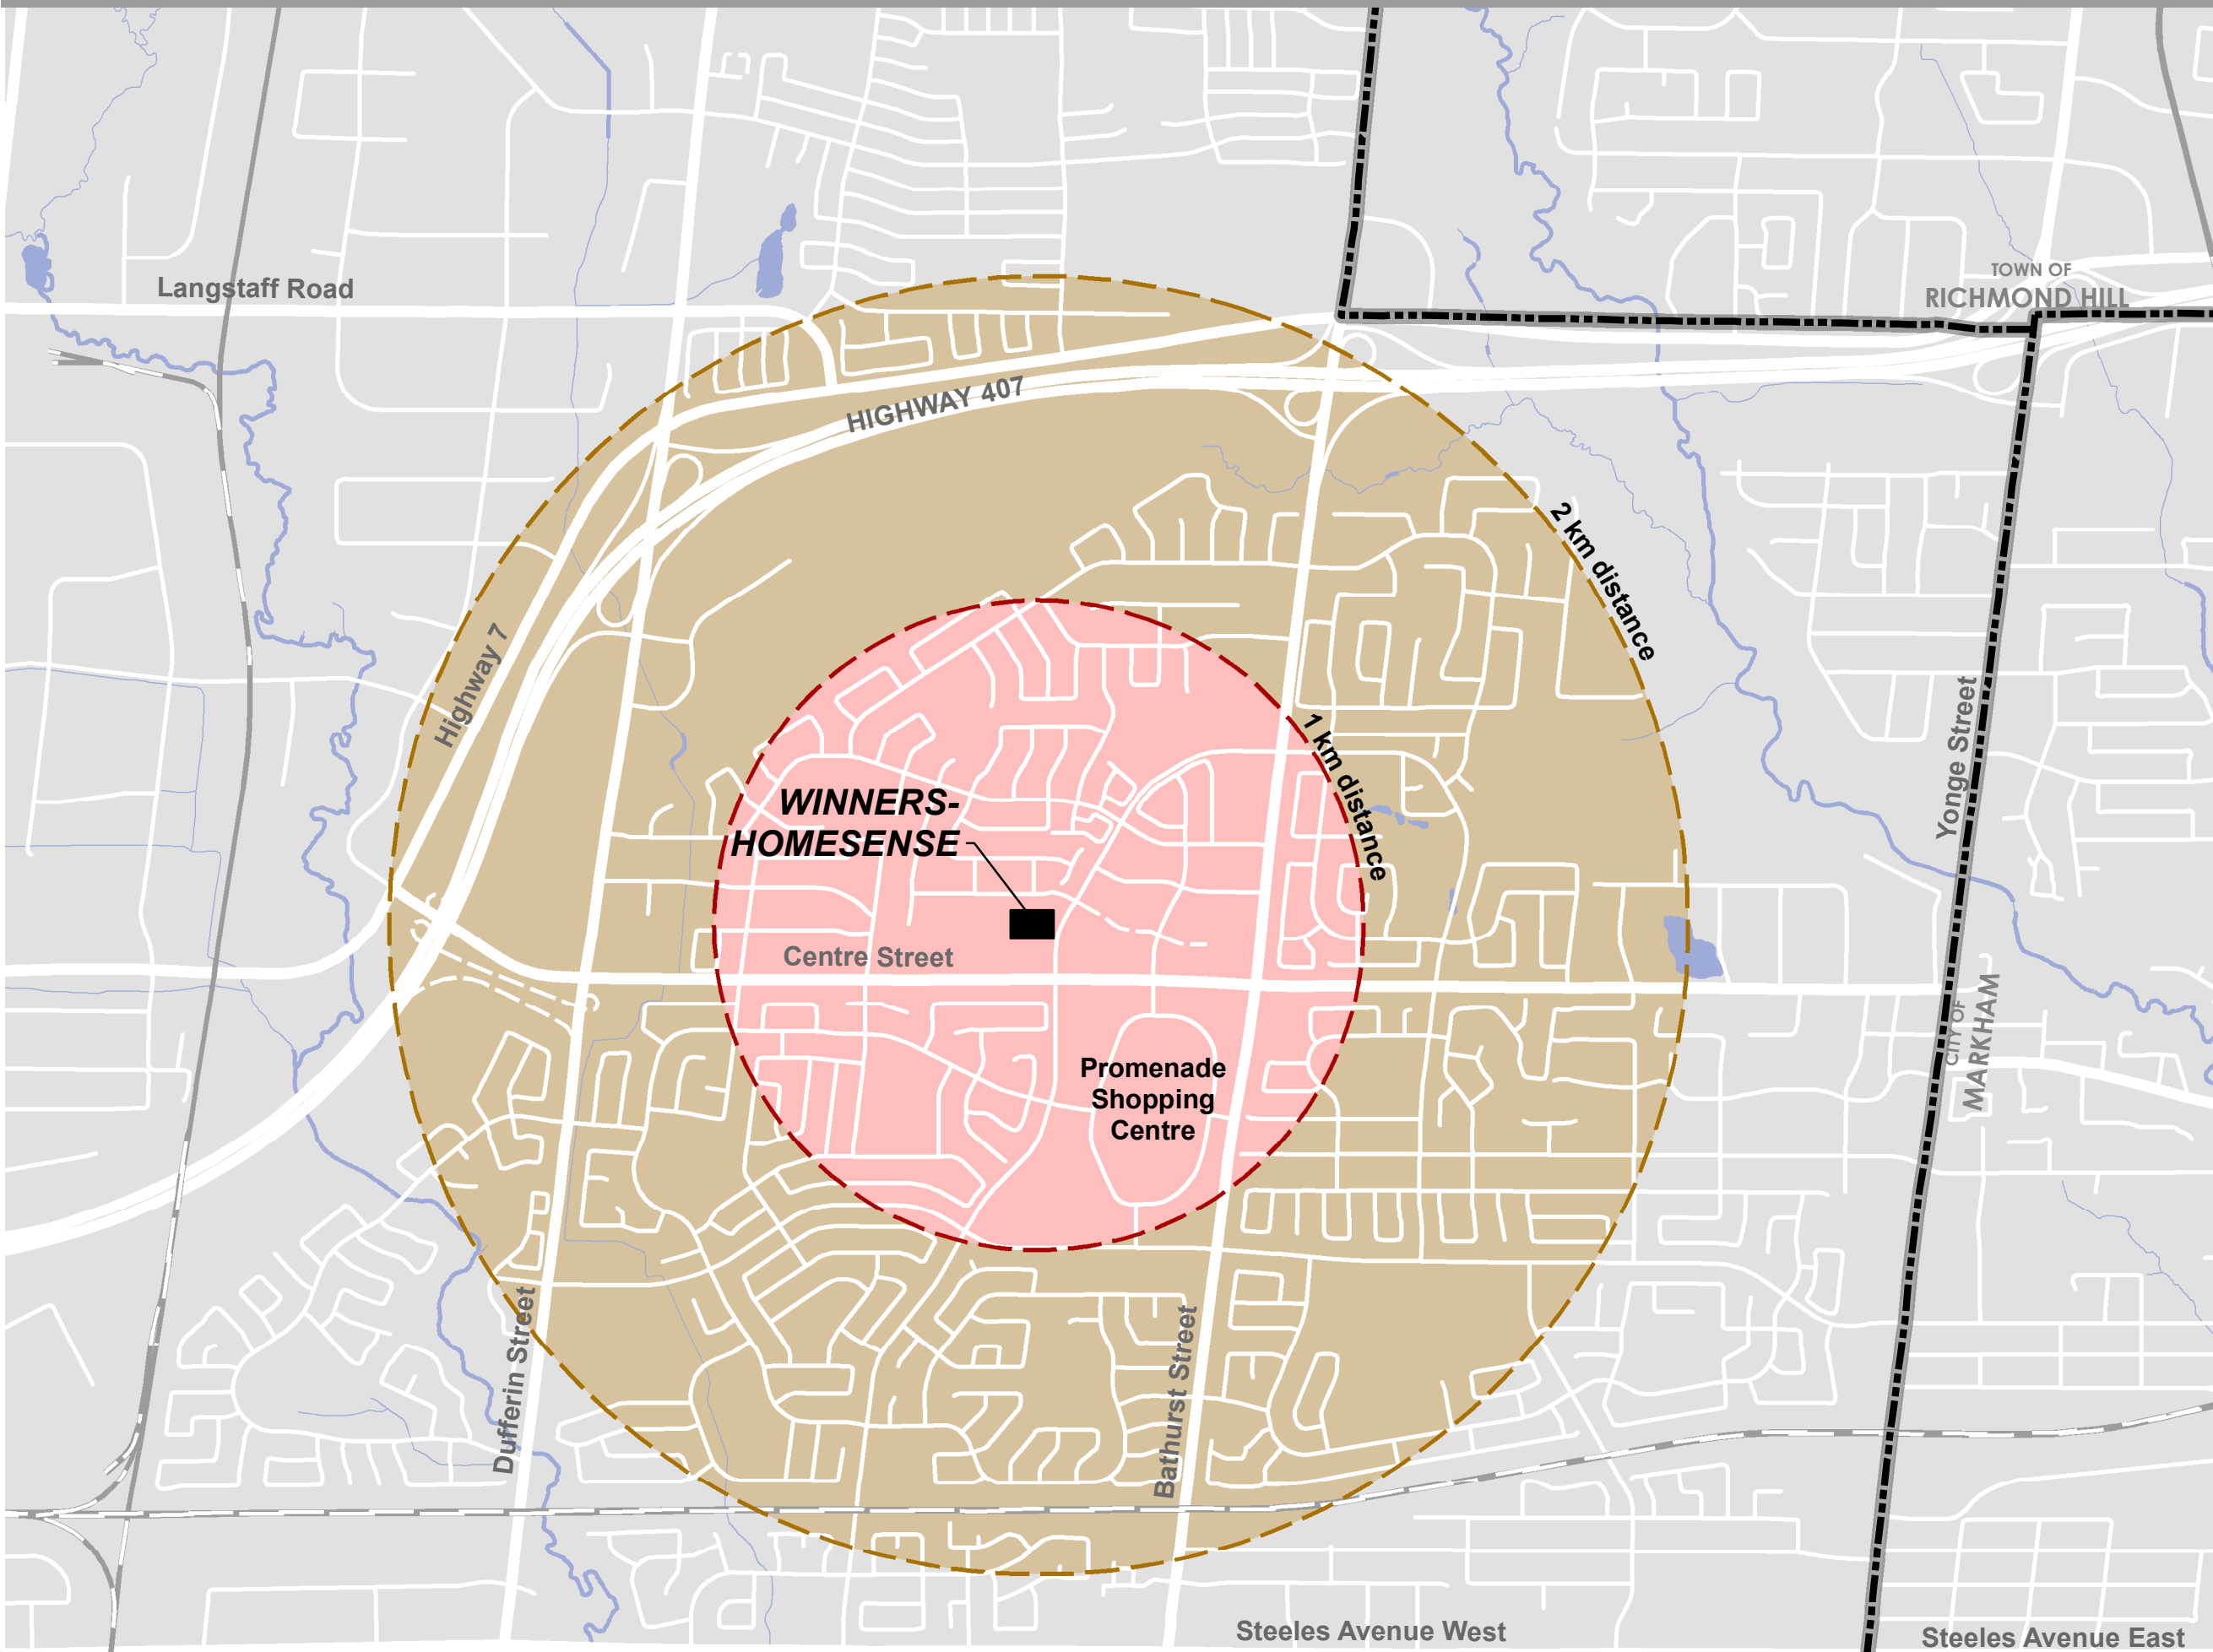 TOWN OF
RICHMOND HILL
Langstaff Road
HIGHWAY 407
2 km distance
Highway 7
1 km distance
Yonge Street
WINNERS-
HOMESENSE
Centre Street
CITY OF
MARKHAM
Promenade
Shopping
Centre
Dufferin Street
Bathurst Street
Steeles Avenue West
Steeles Avenue East